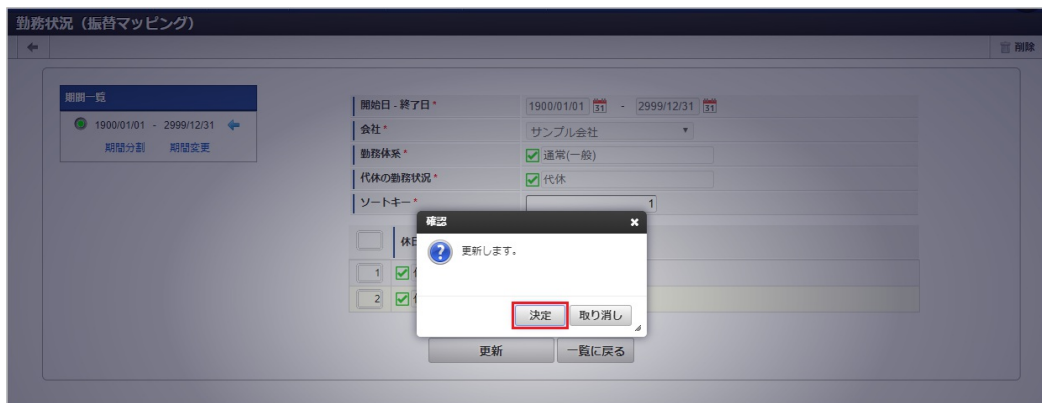 勤務状況（振替マッピング）
削除
期間一覧
1900/01/01 - 2999/12/31
期間分割 期間変更
開始日 - 終了日* 1900/01/01 31 - 2999/12/31 31
会社* サンプル会社
勤務体系* 通常(一般)
代休の勤務状況* 代休
ソートキー* 1
確認
更新します。
休日
1
2
決定 取り消し
更新 一覧に戻る